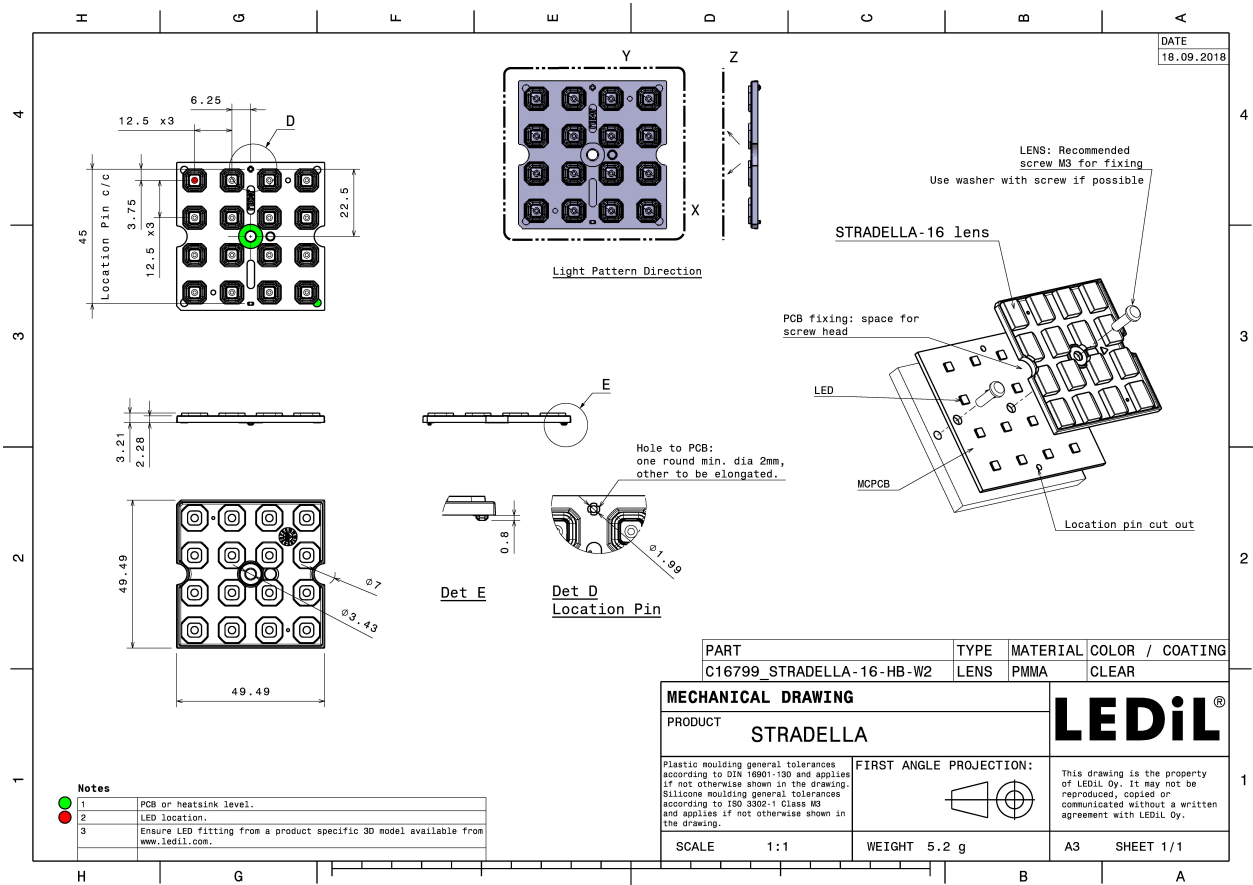 H G F E D C B A
DATE
18.09.2018
4
4
3
3
2
2
1
1
6.25
12.5 x3
D
45
Location Pin c/c
3.75
12.5 x3
22.5
Y
Z
X
Light Pattern Direction
LENS: Recommended
screw M3 for fixing
Use washer with screw if possible
STRADELLA-16 lens
PCB fixing: space for
screw head
LED
MCPCB
Location pin cut out
3.21
2.28
E
Hole to PCB:
one round min. dia 2mm,
other to be elongated.
0.8
∅1.99
Det E
Det D
Location Pin
49.49
∅7
∅3.43
49.49
PART TYPE MATERIAL COLOR / COATING
C16799_STRADELLA-16-HB-W2 LENS PMMA CLEAR
MECHANICAL DRAWING
PRODUCT
STRADELLA
LEDiL®
Plastic moulding general tolerances
according to DIN 16901-130 and applies
if not otherwise shown in the drawing.
Silicone moulding general tolerances
according to ISO 3302-1 Class M3
and applies if not otherwise shown in
the drawing.
FIRST ANGLE PROJECTION:
This drawing is the property
of LEDiL Oy. It may not be
reproduced, copied or
communicated without a written
agreement with LEDiL Oy.
SCALE 1:1
WEIGHT 5.2 g
A3 SHEET 1/1
Notes
1 PCB or heatsink level.
2 LED location.
3 Ensure LED fitting from a product specific 3D model available from
www.ledil.com.
H G B A